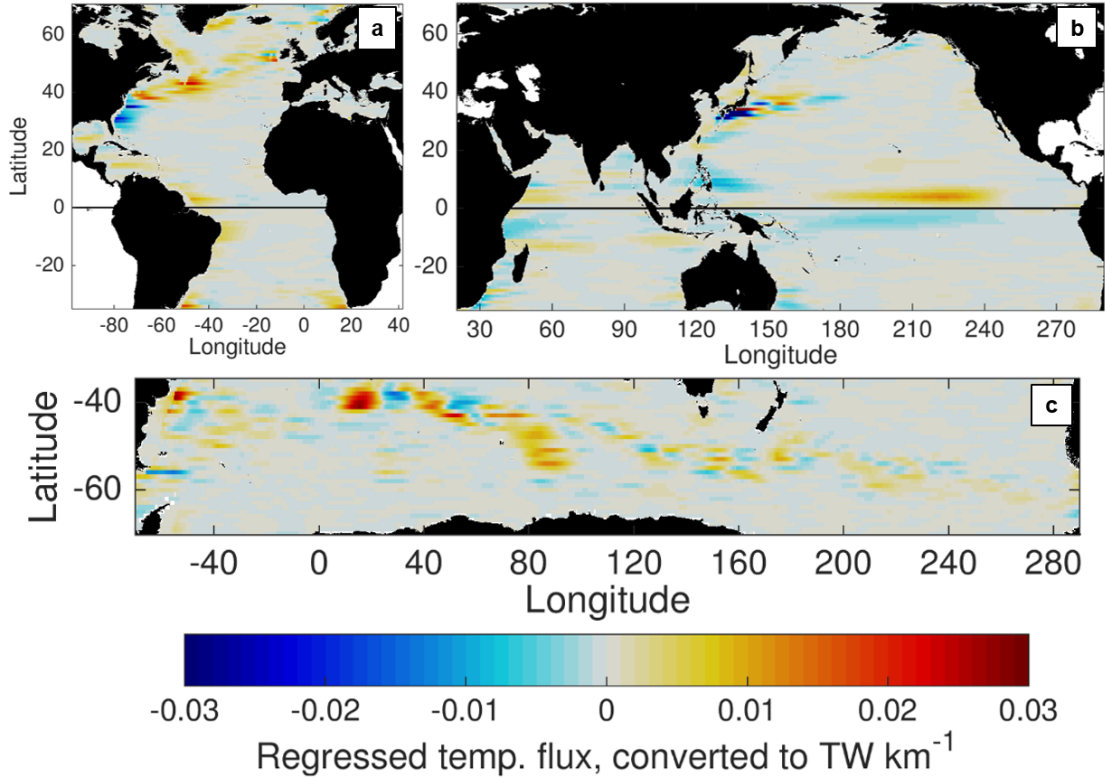 a
60
40
20
0
-20
Latitude
-80 -60 -40 -20 0 20 40
Longitude
b
60
40
20
0
-20
30 60 90 120 150 180 210 240 270
Longitude
c
-40
-60
Latitude
-40 0 40 80 120 160 200 240 280
Longitude
-0.03 -0.02 -0.01 0 0.01 0.02 0.03
Regressed temp. flux, converted to TW km-1